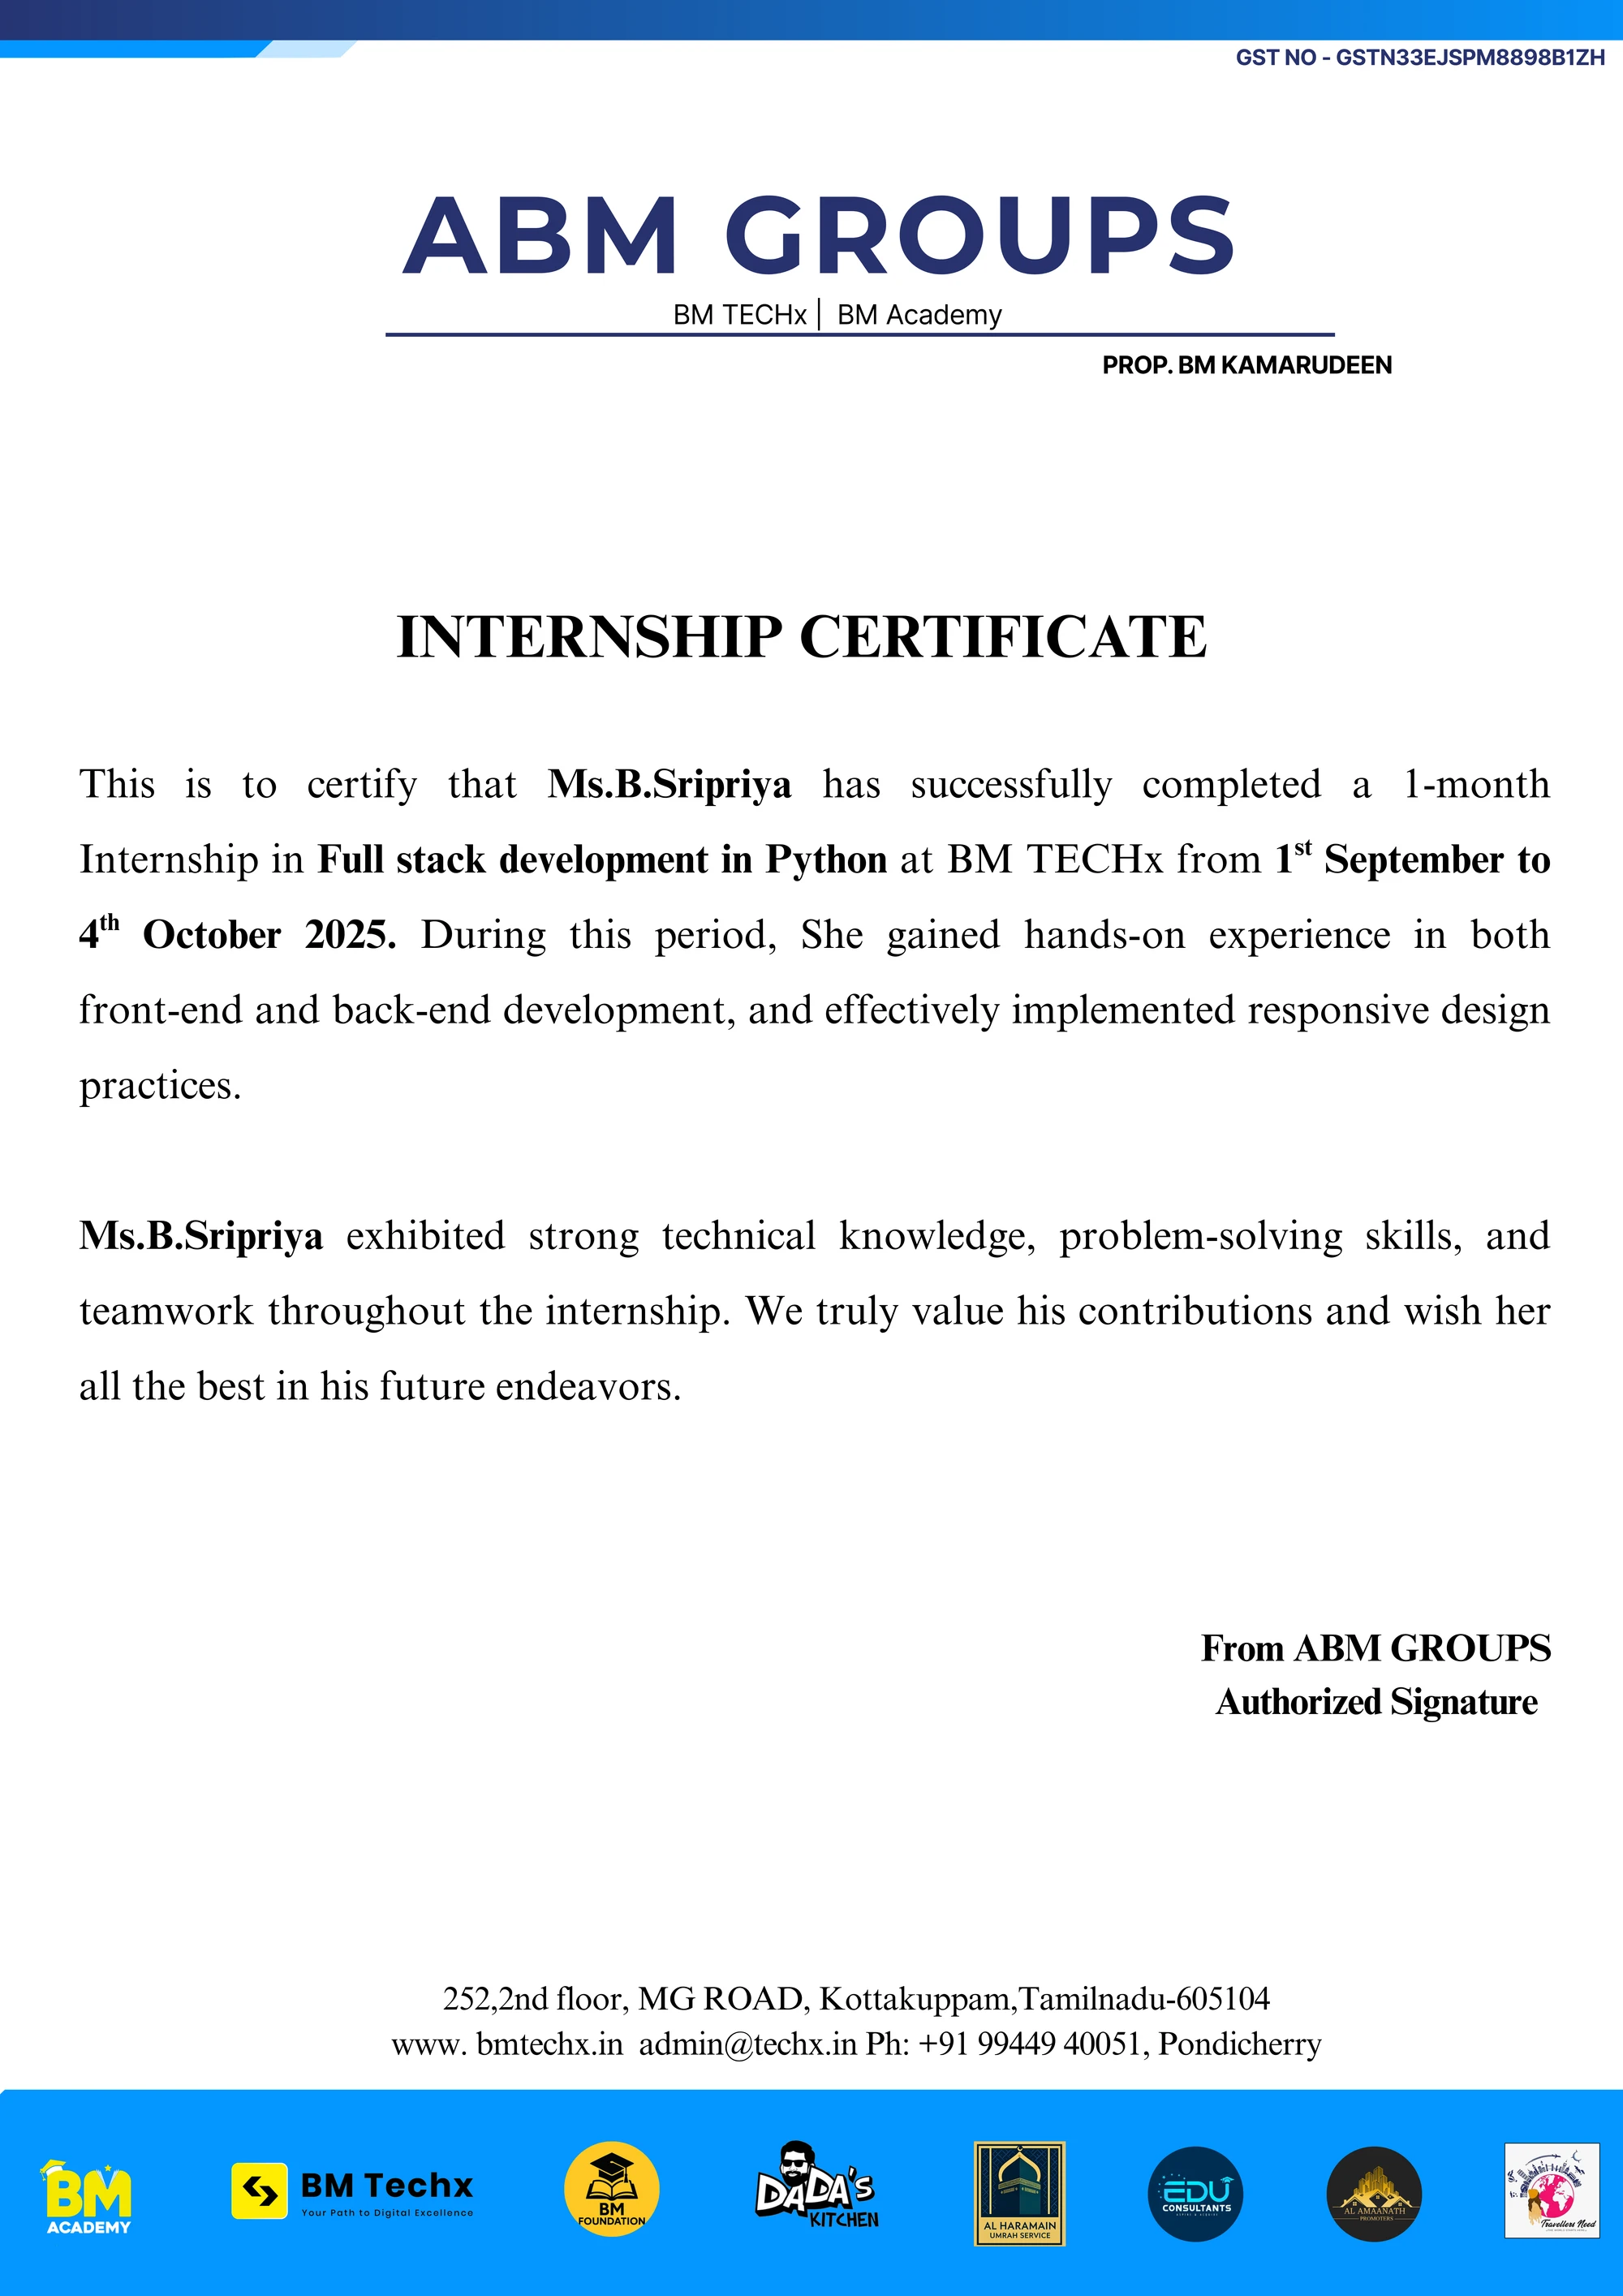 GST NO - GSTN33EJSPM8898B1ZH
ABM GROUPS
BM TECHx | BM Academy
PROP. BM KAMARUDEEN
INTERNSHIP CERTIFICATE
This is to certify that Ms.B.Sripriya has successfully completed a 1-month
Internship in Full stack development in Python at BM TECHx from 1st September to
4th October 2025. During this period, She gained hands-on experience in both
front-end and back-end development, and effectively implemented responsive design
practices.
Ms.B.Sripriya exhibited strong technical knowledge, problem-solving skills, and
teamwork throughout the internship. We truly value his contributions and wish her
all the best in his future endeavors.
From ABM GROUPS
Authorized Signature
252,2nd floor, MG ROAD, Kottakuppam,Tamilnadu-605104
www. bmtechx.in admin@techx.in Ph: +91 99449 40051, Pondicherry
BM
ACADEMY
BM Techx
Your Path to Digital Excellence
BM
FOUNDATION
DADA'S
KITCHEN
AL HARAMAIN
UMRAH SERVICE
EDU
CONSULTANTS
AL AMAANATH
PROMOTERS
Travellers Need